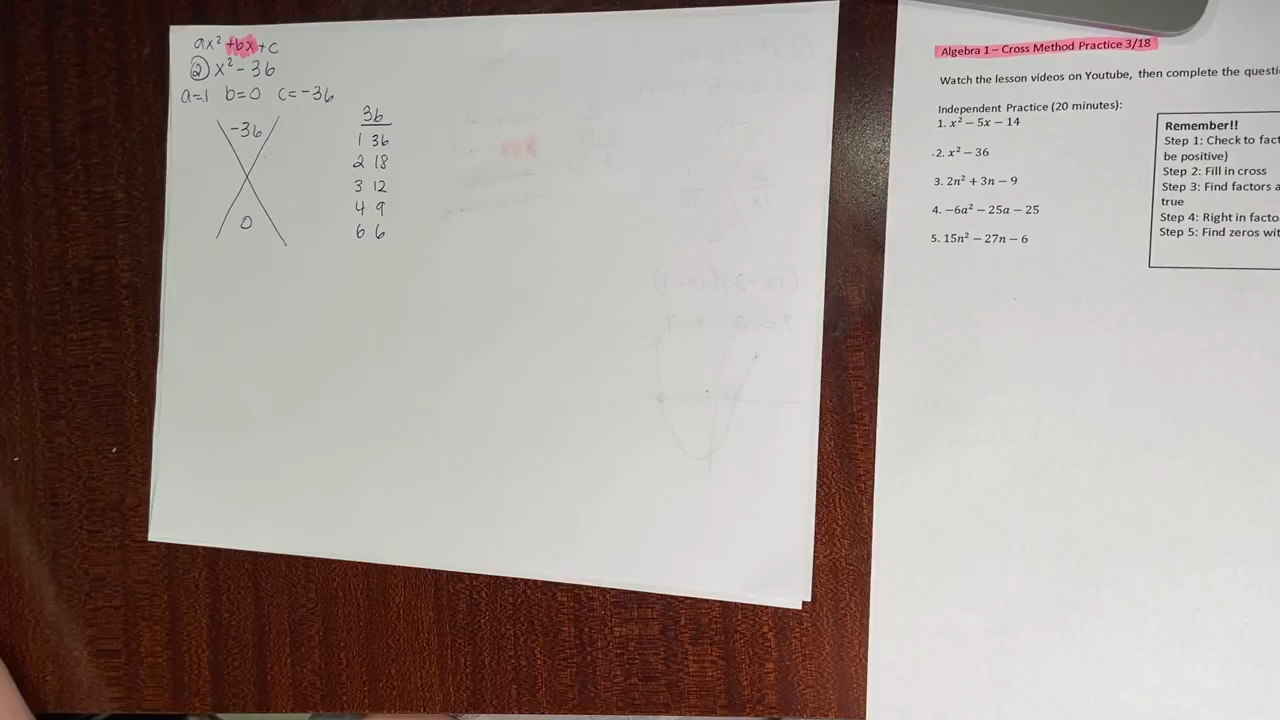 ax² +bx +c
② x² - 36
a=1 b=0 c=-36
-36
0
36
1 36
2 18
3 12
4 9
6 6
Algebra 1 – Cross Method Practice 3/18
Watch the lesson videos on Youtube, then complete the questi
Independent Practice (20 minutes):
1. x² − 5x − 14
2. x² − 36
3. 2n² + 3n − 9
4. −6a² − 25a − 25
5. 15n² − 27n − 6
Remember!!
Step 1: Check to fact
be positive)
Step 2: Fill in cross
Step 3: Find factors a
true
Step 4: Right in facto
Step 5: Find zeros wit